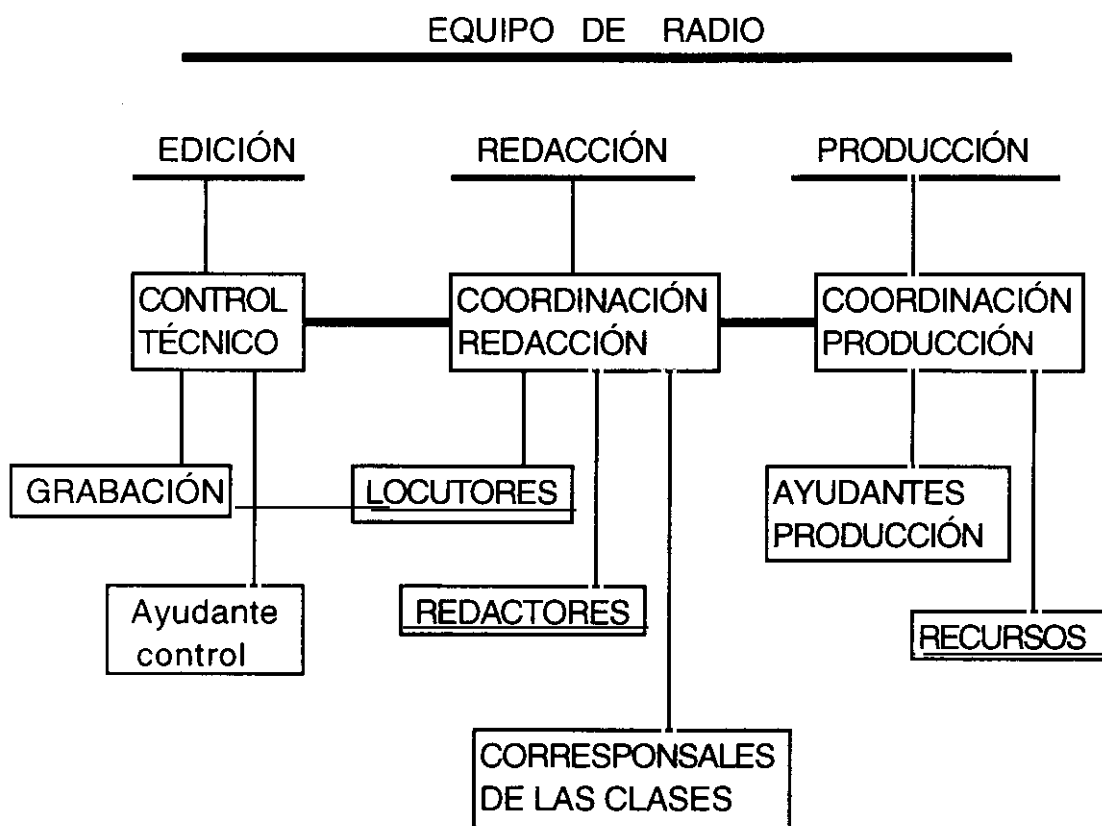 EQUIPO DE RADIO
EDICIÓN
REDACCIÓN
PRODUCCIÓN
CONTROL
TÉCNICO
COORDINACIÓN
REDACCIÓN
COORDINACIÓN
PRODUCCIÓN
GRABACIÓN
LOCUTORES
AYUDANTES
PRODUCCIÓN
Ayudante
control
REDACTORES
RECURSOS
CORRESPONSALES
DE LAS CLASES